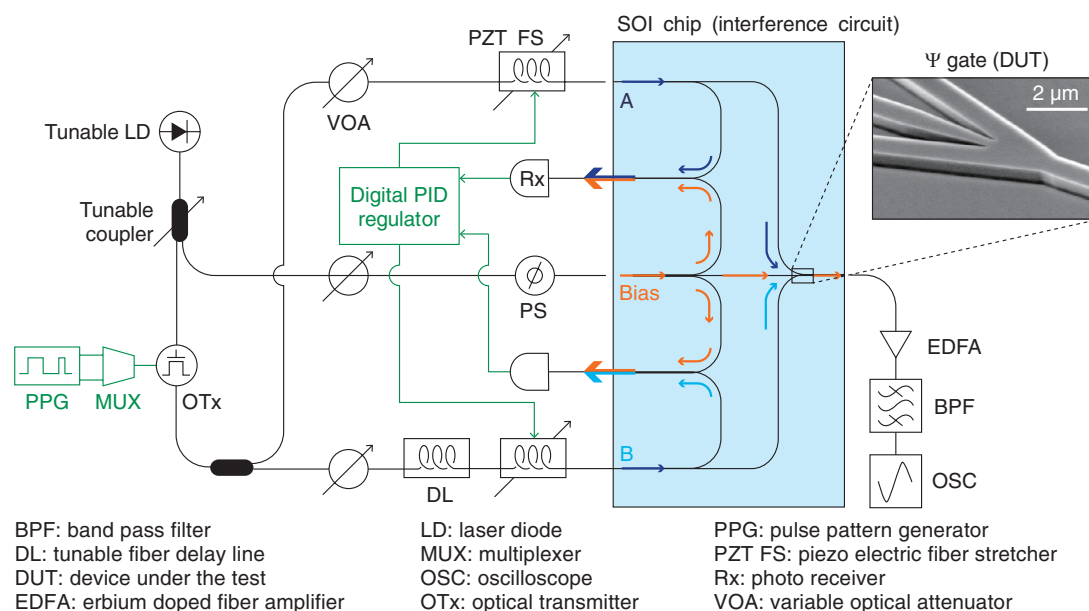 SOI chip (interference circuit)
PZT FS
Ψ gate (DUT)
2 μm
A
VOA
Tunable LD
Rx
Digital PID
regulator
Tunable
coupler
Bias
PS
EDFA
PPG
MUX
OTx
BPF
B
DL
OSC
BPF: band pass filter
DL: tunable fiber delay line
DUT: device under the test
EDFA: erbium doped fiber amplifier
LD: laser diode
MUX: multiplexer
OSC: oscilloscope
OTx: optical transmitter
PPG: pulse pattern generator
PZT FS: piezo electric fiber stretcher
Rx: photo receiver
VOA: variable optical attenuator